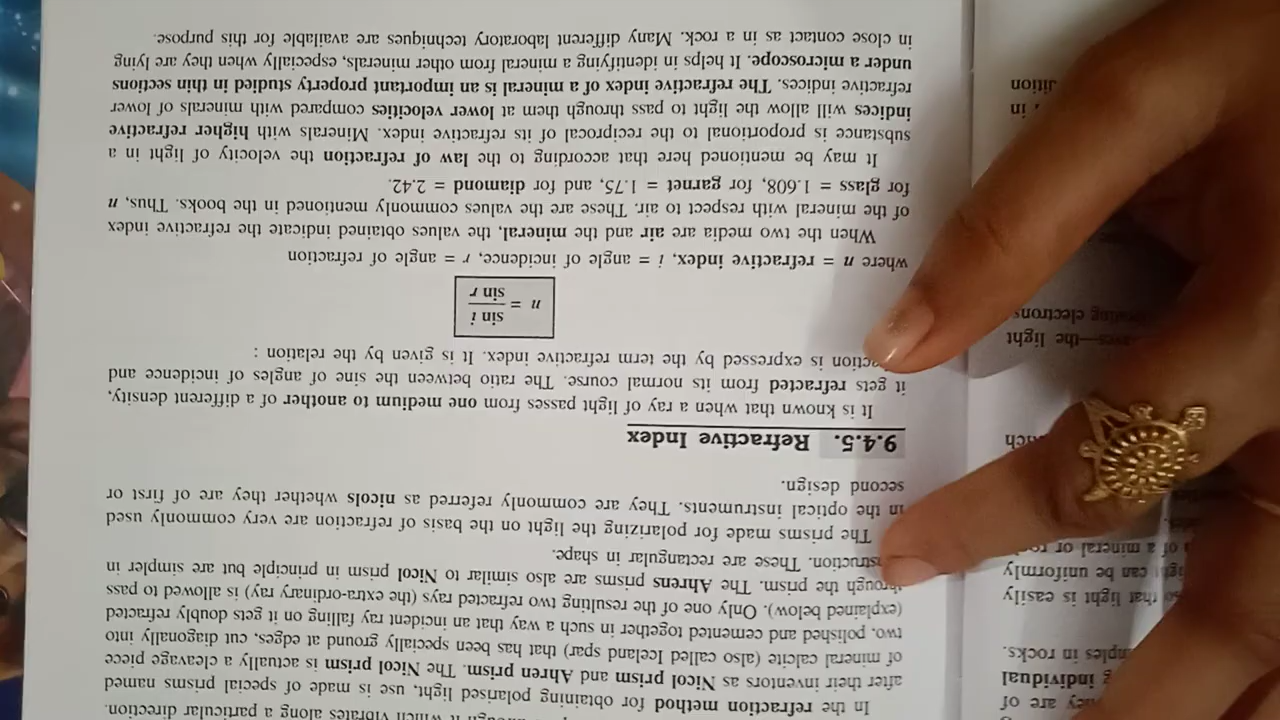 In the refraction method for obtaining polarised light, use is made of special prisms named
after their inventors as Nicol prism and Ahren prism. The Nicol prism is actually a cleavage piece
of mineral calcite (also called Iceland spar) that has been specially ground at edges, cut diagonally into
two, polished and cemented together in such a way that an incident ray falling on it gets doubly refracted
(explained below). Only one of the resulting two refracted rays (the extra-ordinary ray) is allowed to pass
through the prism. The Ahrens prisms are also similar to Nicol prism in principle but are simpler in
These are rectangular in shape.
The prisms made for polarizing the light on the basis of refraction are very commonly used
in the optical instruments. They are commonly referred as nicols whether they are of first or
second design.
9.4.5. Refractive Index
It is known that when a ray of light passes from one medium to another of a different density,
it gets refracted from its normal course. The ratio between the sine of angles of incidence and
is expressed by the term refractive index. It is given by the relation :
n = sin i / sin r
where n = refractive index, i = angle of incidence, r = angle of refraction
When the two media are air and the mineral, the values obtained indicate the refractive index
of the mineral with respect to air. These are the values commonly mentioned in the books. Thus, n
for glass = 1.608, for garnet = 1.75, and for diamond = 2.42.
It may be mentioned here that according to the law of refraction the velocity of light in a
substance is proportional to the reciprocal of its refractive index. Minerals with higher refractive
indices will allow the light to pass through them at lower velocities compared with minerals of lower
refractive indices. The refractive index of a mineral is an important property studied in thin sections
under a microscope. It helps in identifying a mineral from other minerals, especially when they are lying
in close contact as in a rock. Many different laboratory techniques are available for this purpose.
they are of
individual
in rocks.
that light is easily
can be uniformly
of a mineral or
electrons
the light
in